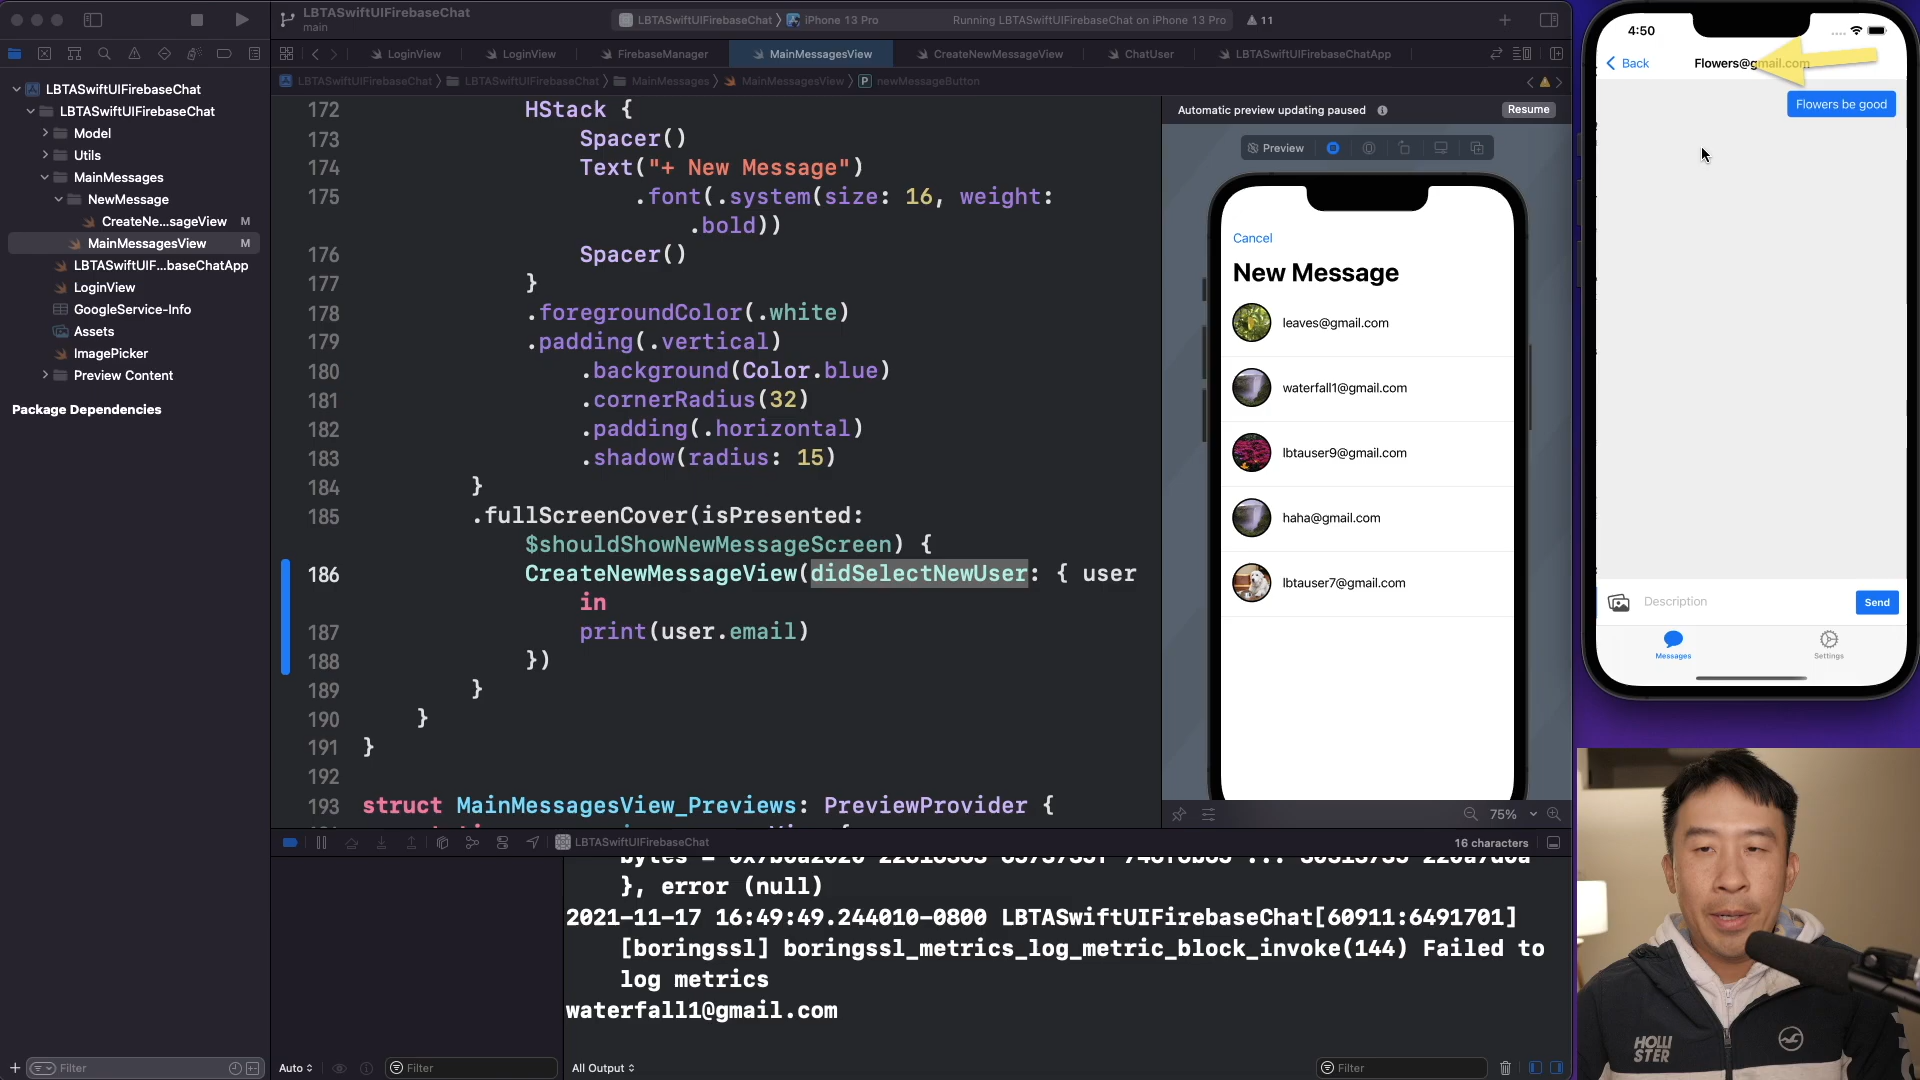 LBTASwiftUIFirebaseChat
main
LBTASwiftUIFirebaseChat
iPhone 13 Pro
Running LBTASwiftUIFirebaseChat on iPhone 13 Pro
11
LoginView
LoginView
FirebaseManager
MainMessagesView
CreateNewMessageView
ChatUser
LBTASwiftUIFirebaseChatApp
LBTASwiftUIFirebaseChat
LBTASwiftUIFirebaseChat
MainMessages
MainMessagesView
P
newMessageButton
LBTASwiftUIFirebaseChat
LBTASwiftUIFirebaseChat
Model
Utils
MainMessages
NewMessage
CreateNe...sageView M
MainMessagesView M
LBTASwiftUIF...baseChatApp
LoginView
GoogleService-Info
Assets
ImagePicker
Preview Content
Package Dependencies
Filter
172 HStack {
173 Spacer()
174 Text("+ New Message")
175 .font(.system(size: 16, weight:
.bold))
176 Spacer()
177 }
178 .foregroundColor(.white)
179 .padding(.vertical)
180 .background(Color.blue)
181 .cornerRadius(32)
182 .padding(.horizontal)
183 .shadow(radius: 15)
184 }
185 .fullScreenCover(isPresented:
$shouldShowNewMessageScreen) {
186 CreateNewMessageView(didSelectNewUser: { user
in
187 print(user.email)
188 })
189 }
190 }
191 }
192
193 struct MainMessagesView_Previews: PreviewProvider {
Automatic preview updating paused
Resume
Preview
Cancel
New Message
leaves@gmail.com
waterfall1@gmail.com
lbtauser9@gmail.com
haha@gmail.com
lbtauser7@gmail.com
75%
LBTASwiftUIFirebaseChat
16 characters
}, error (null)
2021-11-17 16:49:49.244010-0800 LBTASwiftUIFirebaseChat[60911:6491701]
[boringssl] boringssl_metrics_log_metric_block_invoke(144) Failed to
log metrics
waterfall1@gmail.com
Auto
Filter
All Output
Filter
4:50
Back
Flowers@gmail.com
Flowers be good
Description
Send
Messages
Settings
HOLLI
STER